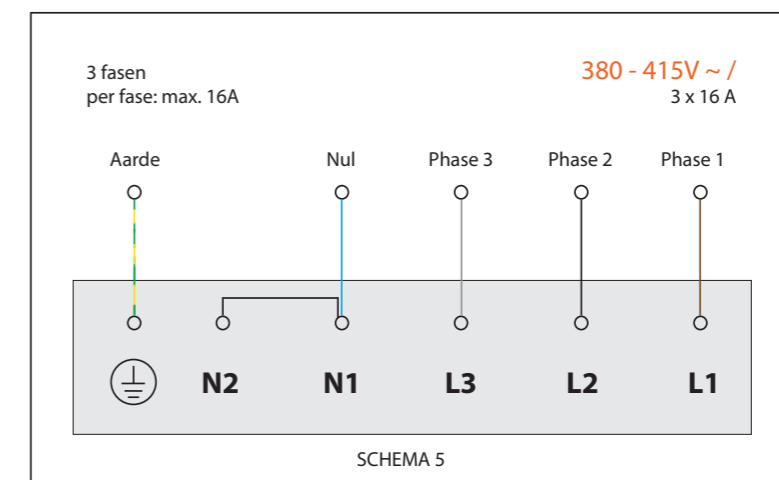 3 fasen
per fase: max. 16A
380 - 415V ~ /
3 x 16 A
Aarde Nul Phase 3 Phase 2 Phase 1
N2 N1 L3 L2 L1
SCHEMA 5